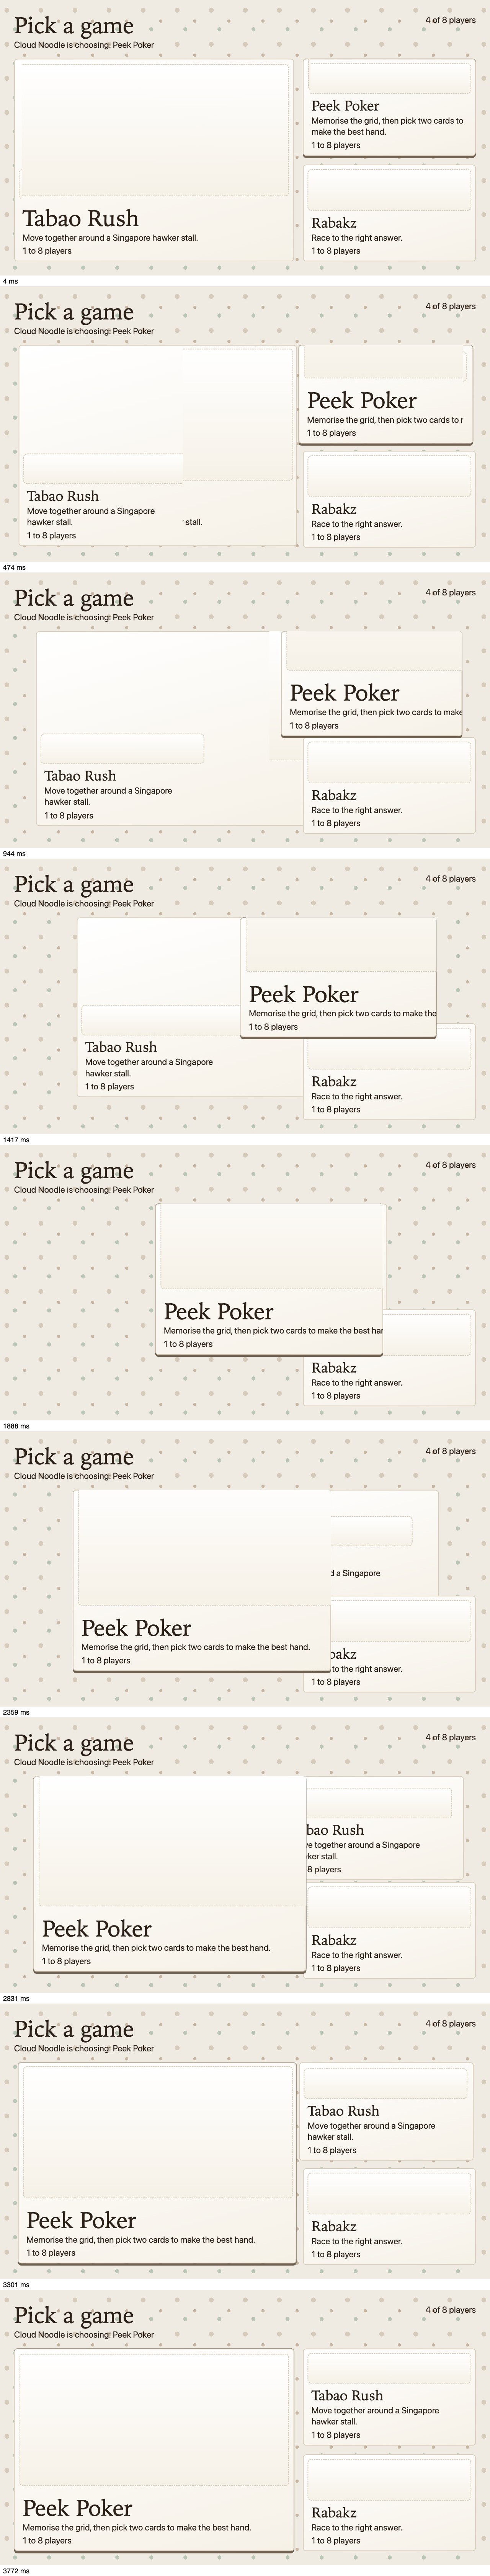 Pick a game
4 of 8 players
Cloud Noodle is choosing: Peek Poker
Tabao Rush
Move together around a Singapore hawker stall.
1 to 8 players
Peek Poker
Memorise the grid, then pick two cards to
make the best hand.
1 to 8 players
Rabakz
Race to the right answer.
1 to 8 players
4 ms
Pick a game
4 of 8 players
Cloud Noodle is choosing: Peek Poker
Tabao Rush
Move together around a Singapore
hawker stall.
stall.
1 to 8 players
Peek Poker
Memorise the grid, then pick two cards to
1 to 8 players
Rabakz
Race to the right answer.
1 to 8 players
474 ms
Pick a game
4 of 8 players
Cloud Noodle is choosing: Peek Poker
Tabao Rush
Move together around a Singapore
hawker stall.
1 to 8 players
Peek Poker
Memorise the grid, then pick two cards to make
1 to 8 players
Rabakz
Race to the right answer.
1 to 8 players
944 ms
Pick a game
4 of 8 players
Cloud Noodle is choosing: Peek Poker
Tabao Rush
Move together around a Singapore
hawker stall.
1 to 8 players
Peek Poker
Memorise the grid, then pick two cards to make the
1 to 8 players
Rabakz
Race to the right answer.
1 to 8 players
1417 ms
Pick a game
4 of 8 players
Cloud Noodle is choosing: Peek Poker
Peek Poker
Memorise the grid, then pick two cards to make the best har
1 to 8 players
Rabakz
Race to the right answer.
1 to 8 players
1888 ms
Pick a game
4 of 8 players
Cloud Noodle is choosing: Peek Poker
Peek Poker
Memorise the grid, then pick two cards to make the best hand.
1 to 8 players
d a Singapore
bakz
to the right answer.
1 to 8 players
2359 ms
Pick a game
4 of 8 players
Cloud Noodle is choosing: Peek Poker
Peek Poker
Memorise the grid, then pick two cards to make the best hand.
1 to 8 players
bao Rush
ve together around a Singapore
ker stall.
8 players
Rabakz
Race to the right answer.
1 to 8 players
2831 ms
Pick a game
4 of 8 players
Cloud Noodle is choosing: Peek Poker
Peek Poker
Memorise the grid, then pick two cards to make the best hand.
1 to 8 players
Tabao Rush
Move together around a Singapore
hawker stall.
1 to 8 players
Rabakz
Race to the right answer.
1 to 8 players
3301 ms
Pick a game
4 of 8 players
Cloud Noodle is choosing: Peek Poker
Peek Poker
Memorise the grid, then pick two cards to make the best hand.
1 to 8 players
Tabao Rush
Move together around a Singapore
hawker stall.
1 to 8 players
Rabakz
Race to the right answer.
1 to 8 players
3772 ms